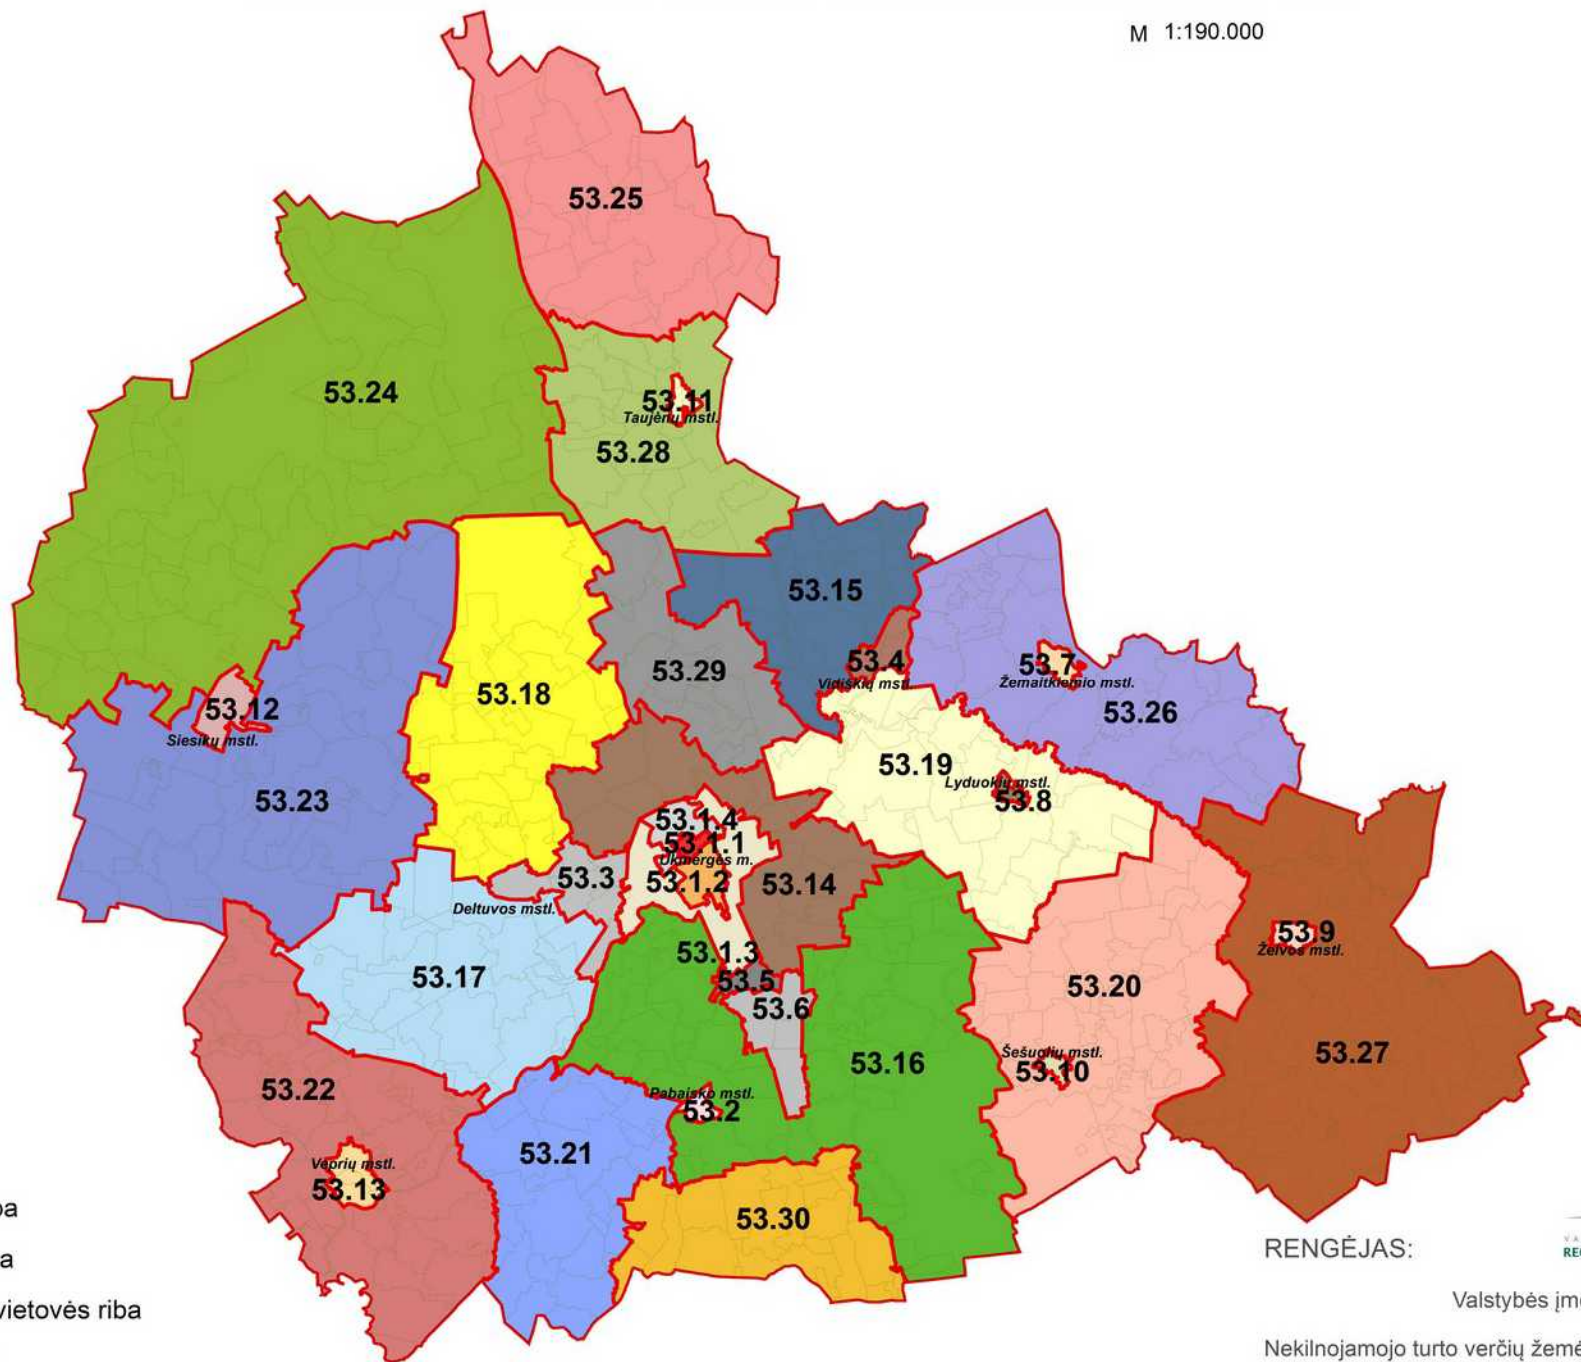 M 1:190.000
53.25
53.24
53.11
Taujėnų mstl.
53.28
53.15
53.4
Vidiškių mstl.
53.7
Žemaitkiemio mstl.
53.29
53.18
53.12
Siesikų mstl.
53.26
53.19
Lyduokių mstl.
53.8
53.23
53.1.4
53.1.1
Ukmergės m.
53.1.2
53.3
53.14
Deltuvos mstl.
53.9
Želvos mstl.
53.1.3
53.17
53.5
53.20
53.6
53.27
Šešuolių mstl.
53.10
53.16
53.22
Pabaisko mstl.
53.2
53.21
Veprių mstl.
53.13
53.30
RENGĖJAS:
vietovės riba
Valstybės
Nekilnojamojo turto verčių